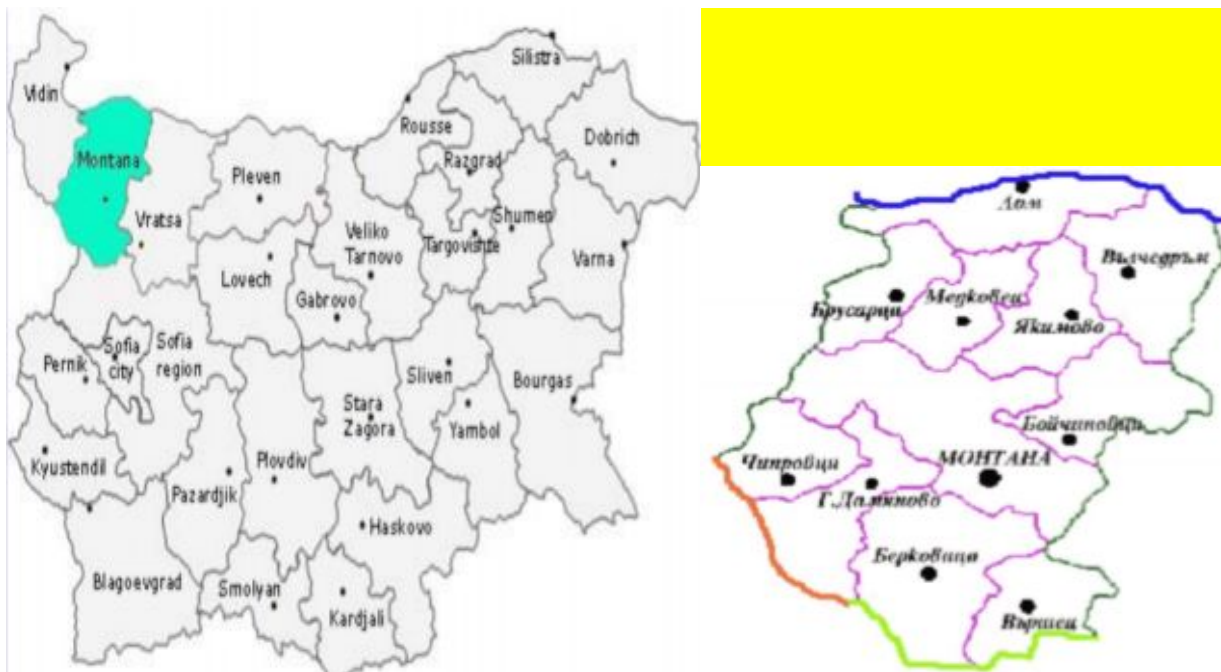 Silistra
Vidin
Rousse
Dobrich
Montana
Razgrad
Pleven
Vratsa
Shumen
Veliko
Tarnovo
Targovishte
Varna
Lovech
Gabrovo
Sofia
city
Sofia
region
Pernik
Sliven
Bourgas
Stara
Zagora
Yambol
Kyustendil
Plovdiv
Pazardjik
Haskovo
Blagoevgrad
Smolyan
Kardjali
Лом
Вълчедръм
Брусарци
Медковец
Якимово
Бойчиновци
Чипровци
МОНТАНА
Г.Дамяново
Берковица
Вършец